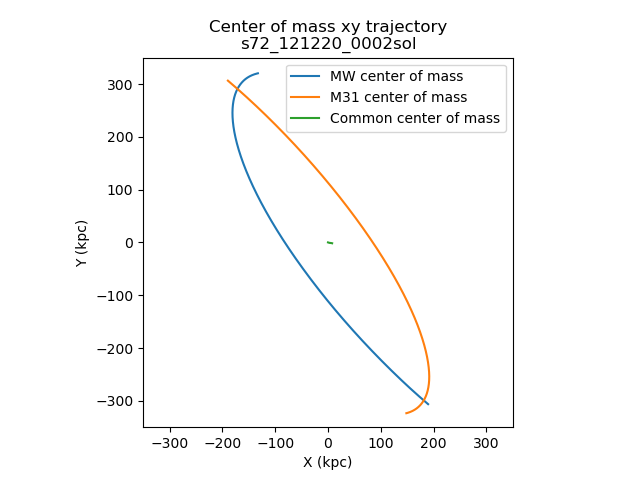 Center of mass xy trajectory
s72_121220_0002sol
MW center of mass
M31 center of mass
Common center of mass
300
200
100
0
−100
−200
−300
Y (kpc)
−300
−200
−100
0
100
200
300
X (kpc)